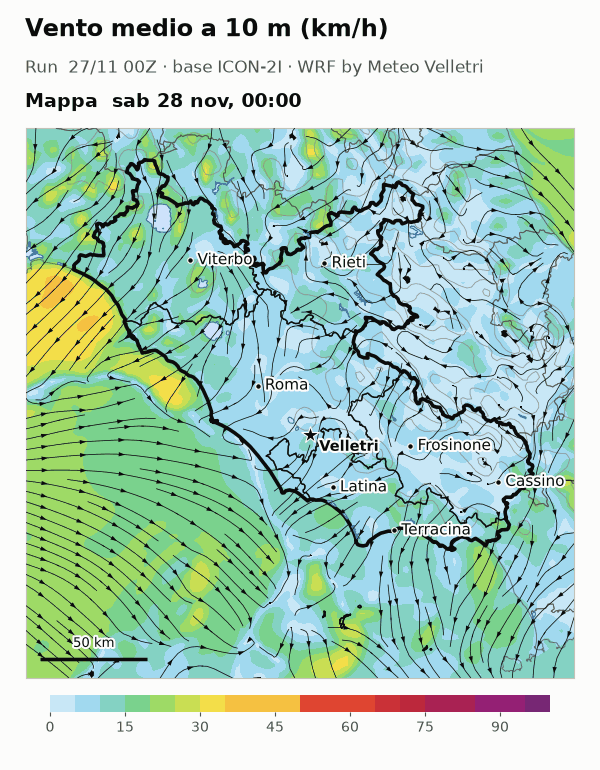 Vento medio a 10 m (km/h)
Run  27/11 00Z · base ICON-2I · WRF by Meteo Velletri
Mappa  sab 28 nov, 00:00
Viterbo
Rieti
Roma
Velletri
Frosinone
Cassino
Latina
Terracina
50 km
0 15 30 45 60 75 90